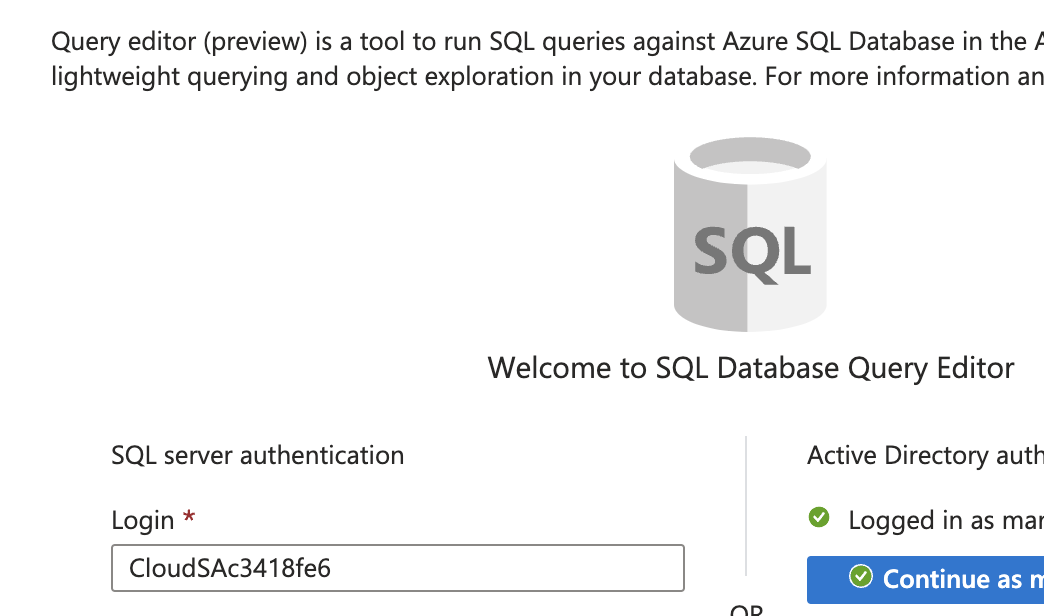 Query editor (preview) is a tool to run SQL queries against Azure SQL Database in the
lightweight querying and object exploration in your database. For more information an
SQL
Welcome to SQL Database Query Editor
SQL server authentication
Active Directory auth
Login *
Logged in as mar
CloudSAc3418fe6
Continue as m
OR